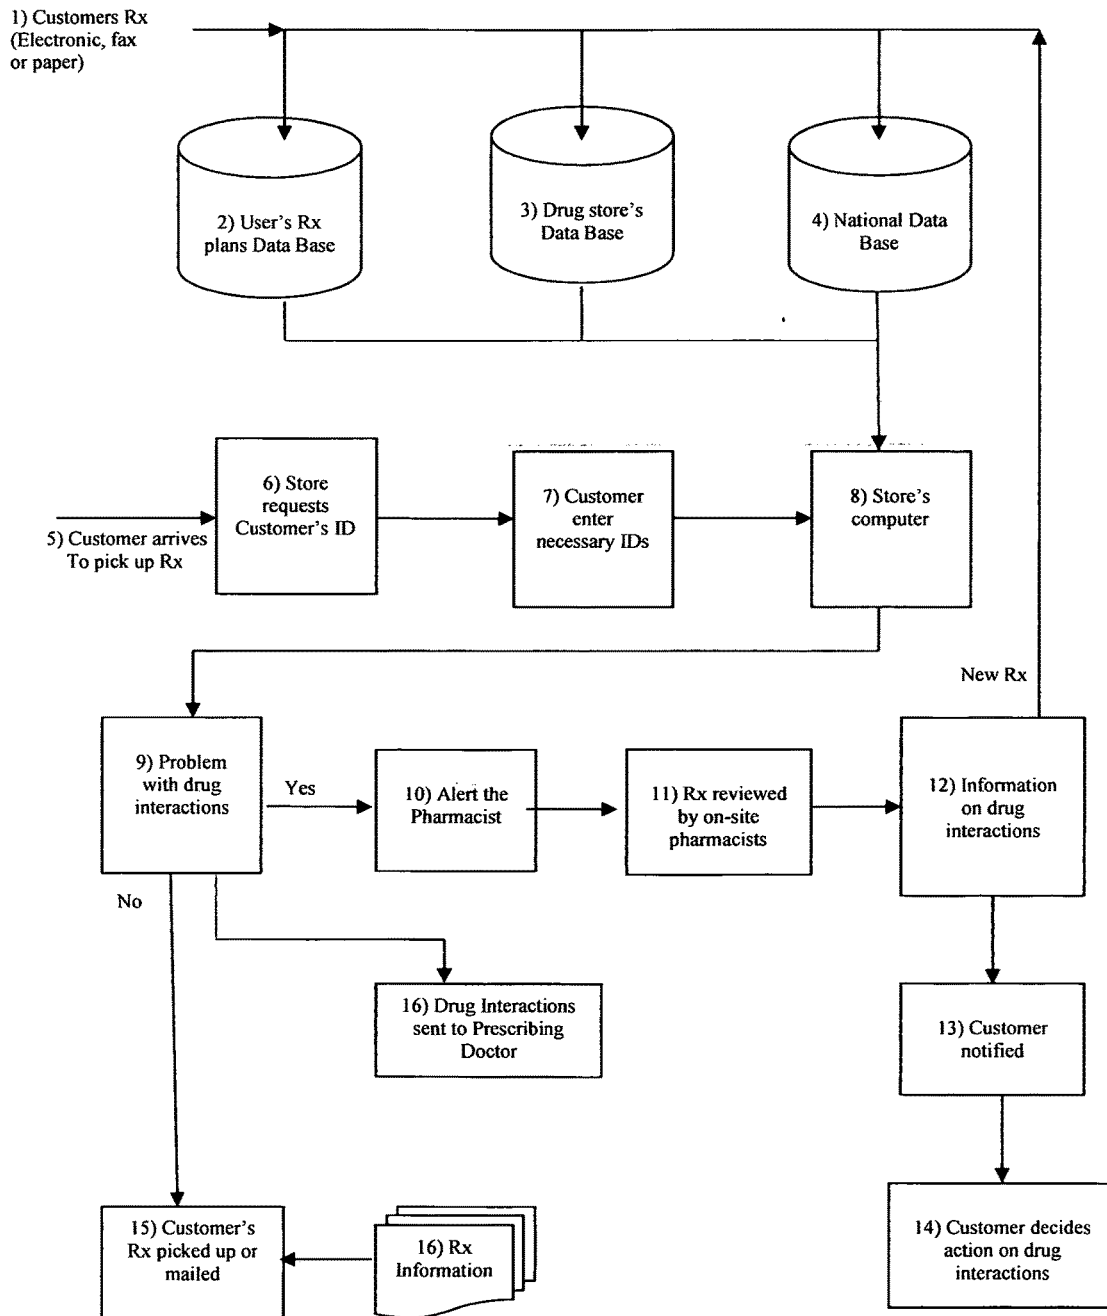 1) Customers Rx
(Electronic, fax
or paper)
2) User's Rx
plans Data Base
3) Drug store's
Data Base
4) National Data
Base
5) Customer arrives
To pick up Rx
6) Store
requests
Customer's ID
7) Customer
enter
necessary IDs
8) Store's
computer
New Rx
9) Problem
with drug
interactions
Yes
10) Alert the
Pharmacist
11) Rx reviewed
by on-site
pharmacists
12) Information
on drug
interactions
No
16) Drug Interactions
sent to Prescribing
Doctor
13) Customer
notified
15) Customer's
Rx picked up or
mailed
16) Rx
Information
14) Customer decides
action on drug
interactions